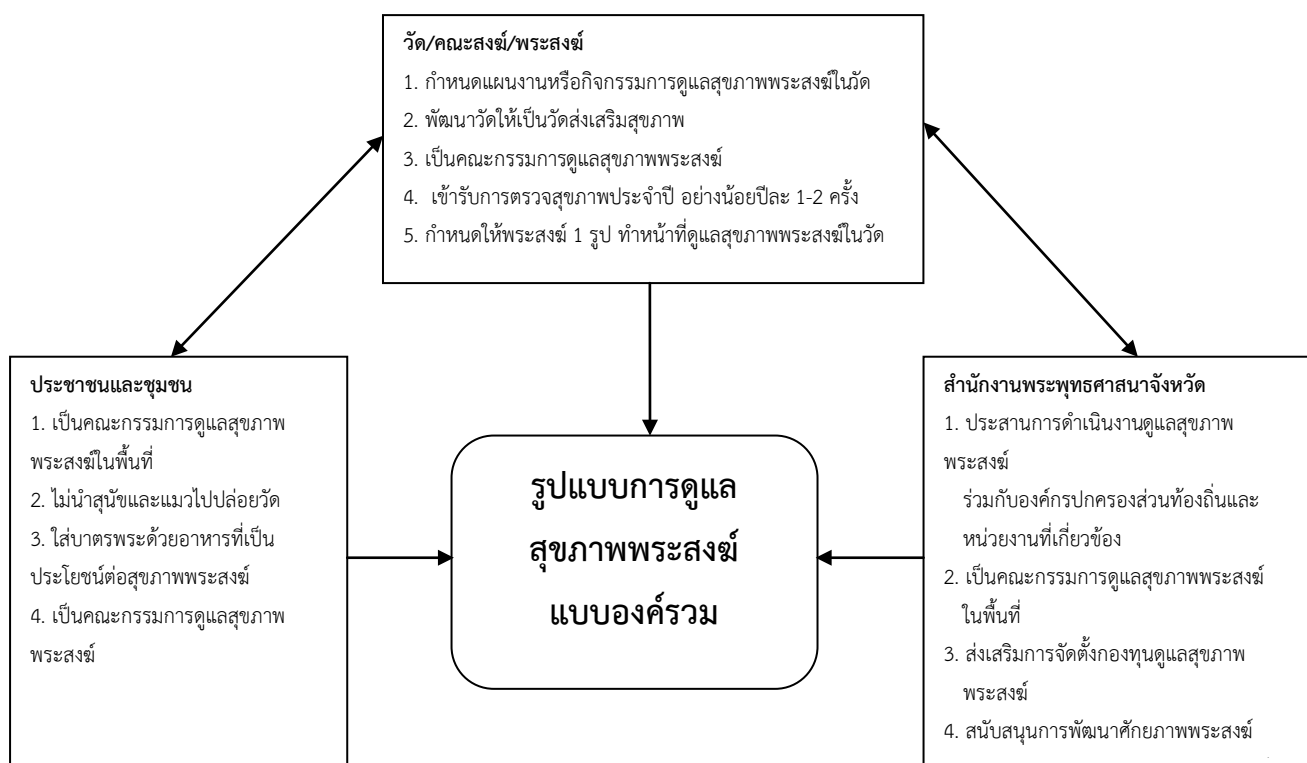 วัด/คณะสงฆ์/พระสงฆ์
1. กำหนดแผนงานหรือกิจกรรมการดูแลสุขภาพพระสงฆ์ในวัด
2. พัฒนาวัดให้เป็นวัดส่งเสริมสุขภาพ
3. เป็นคณะกรรมการดูแลสุขภาพพระสงฆ์
4. เข้ารับการตรวจสุขภาพประจำปี อย่างน้อยปีละ 1-2 ครั้ง
5. กำหนดให้พระสงฆ์ 1 รูป ทำหน้าที่ดูแลสุขภาพพระสงฆ์ในวัด
ประชาชนและชุมชน
1. เป็นคณะกรรมการดูแลสุขภาพ
พระสงฆ์ในพื้นที่
2. ไม่นำสุนัขและแมวไปปล่อยวัด
3. ใส่บาตรพระด้วยอาหารที่เป็น
ประโยชน์ต่อสุขภาพพระสงฆ์
4. เป็นคณะกรรมการดูแลสุขภาพ
พระสงฆ์
รูปแบบการดูแล
สุขภาพพระสงฆ์
แบบองค์รวม
สำนักงานพระพุทธศาสนาจังหวัด
1. ประสานการดำเนินงานดูแลสุขภาพ
พระสงฆ์
ร่วมกับองค์กรปกครองส่วนท้องถิ่นและ
หน่วยงานที่เกี่ยวข้อง
2. เป็นคณะกรรมการดูแลสุขภาพพระสงฆ์
ในพื้นที่
3. ส่งเสริมการจัดตั้งกองทุนดูแลสุขภาพ
พระสงฆ์
4. สนับสนุนการพัฒนาศักยภาพพระสงฆ์